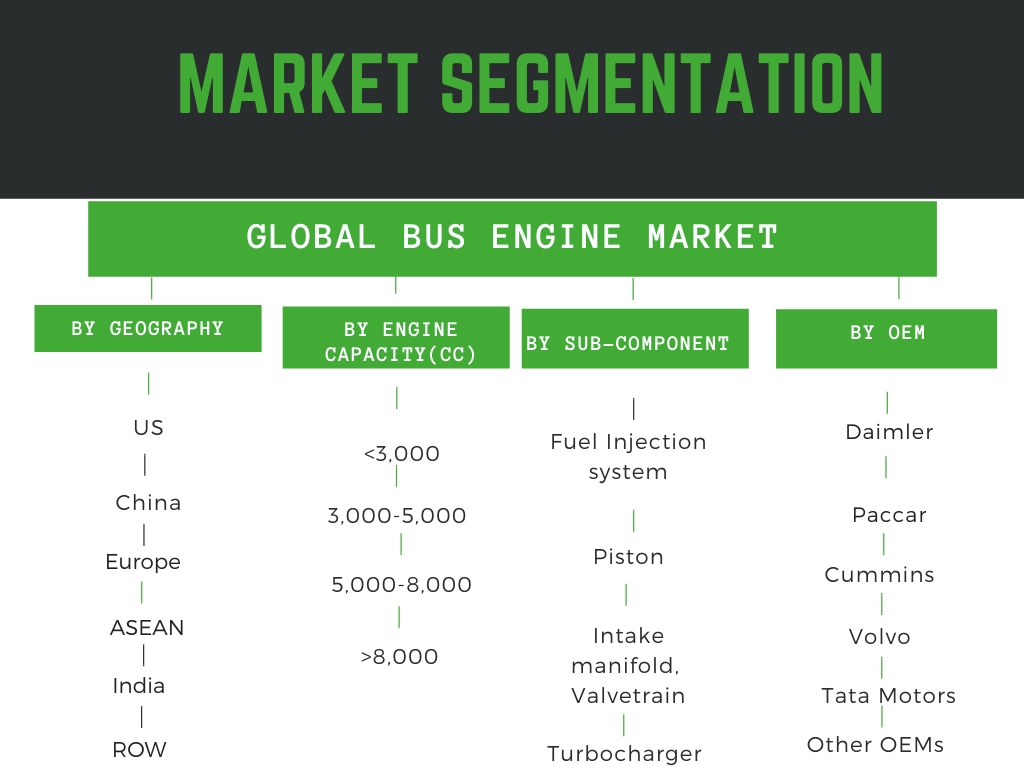 MARKET SEGMENTATION
GLOBAL BUS ENGINE MARKET
BY GEOGRAPHY
US
China
Europe
ASEAN
India
ROW
BY ENGINE
CAPACITY(CC)
<3,000
3,000-5,000
5,000-8,000
>8,000
BY SUB-COMPONENT
Fuel Injection
system
Piston
Intake
manifold,
Valvetrain
Turbocharger
BY OEM
Daimler
Paccar
Cummins
Volvo
Tata Motors
Other OEMs